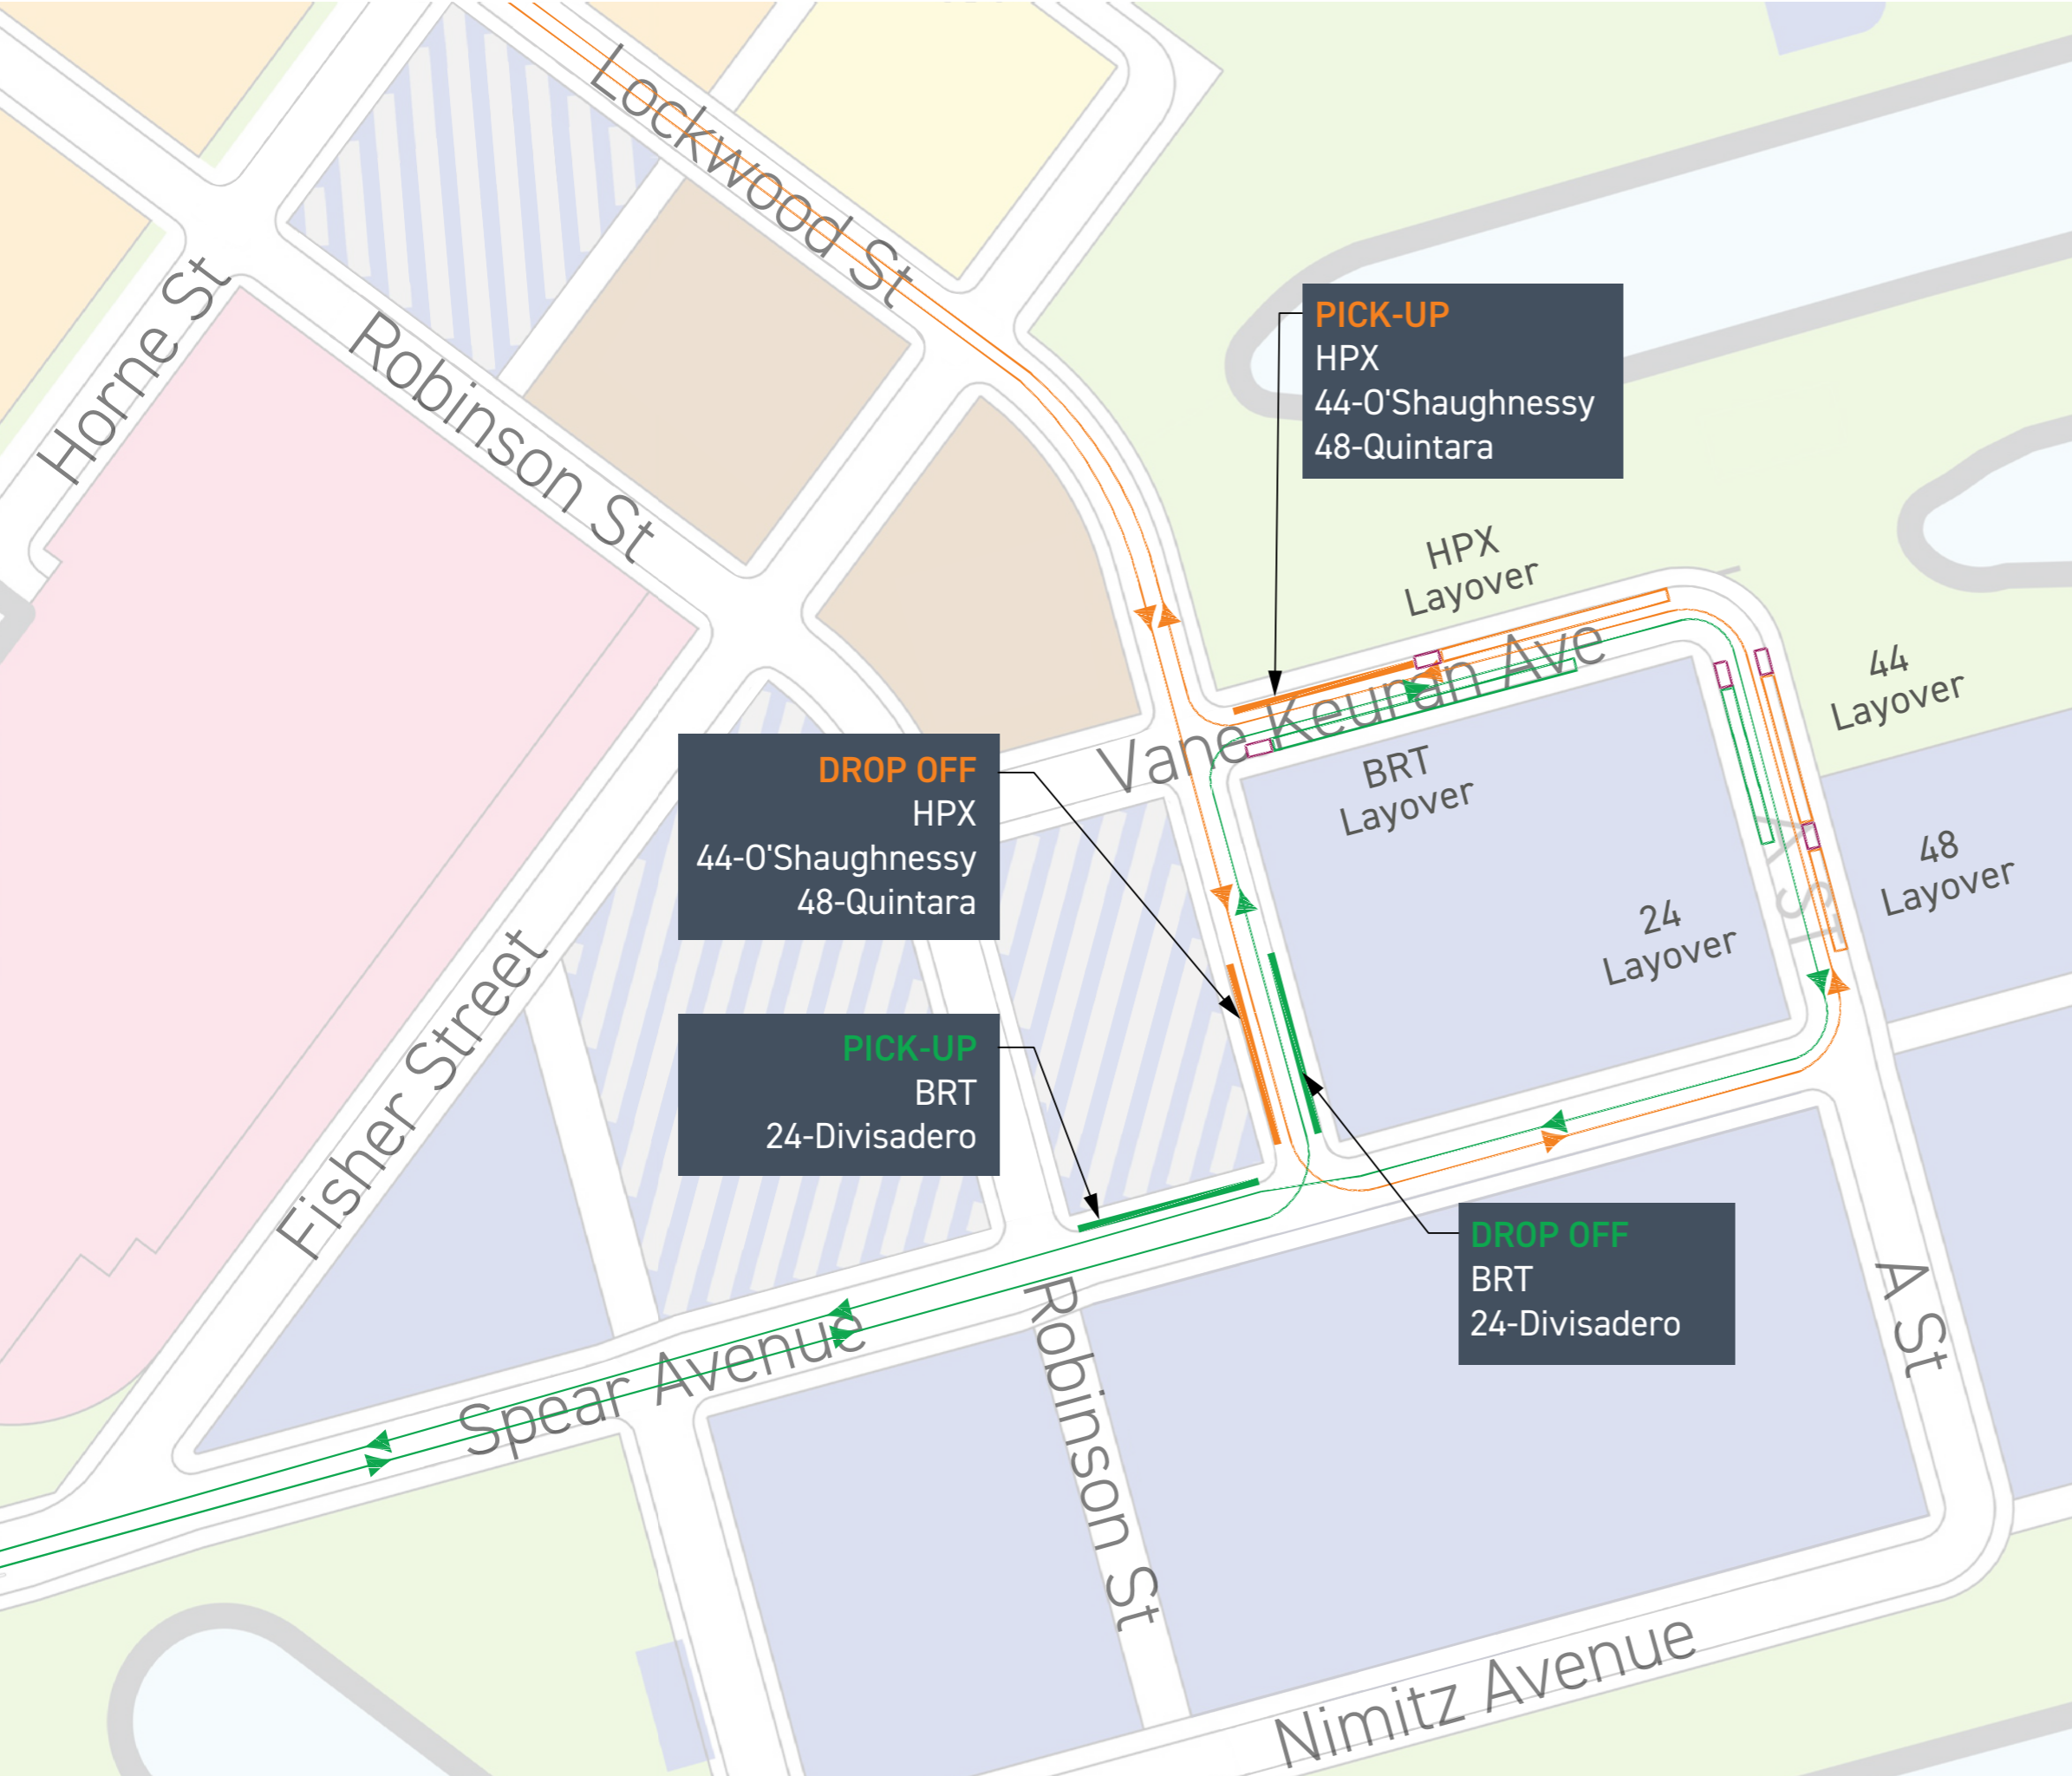 Lockwood St
Horne St
Robinson St
PICK-UP
HPX
44-O'Shaughnessy
48-Quintara
HPX
Layover
Vane Keuran Ave
44
Layover
BRT
Layover
DROP OFF
HPX
44-O'Shaughnessy
48-Quintara
48
Layover
24
Layover
A ST
Fisher Street
PICK-UP
BRT
24-Divisadero
DROP OFF
BRT
24-Divisadero
Spear Avenue
Robinson St
A St
Nimitz Avenue